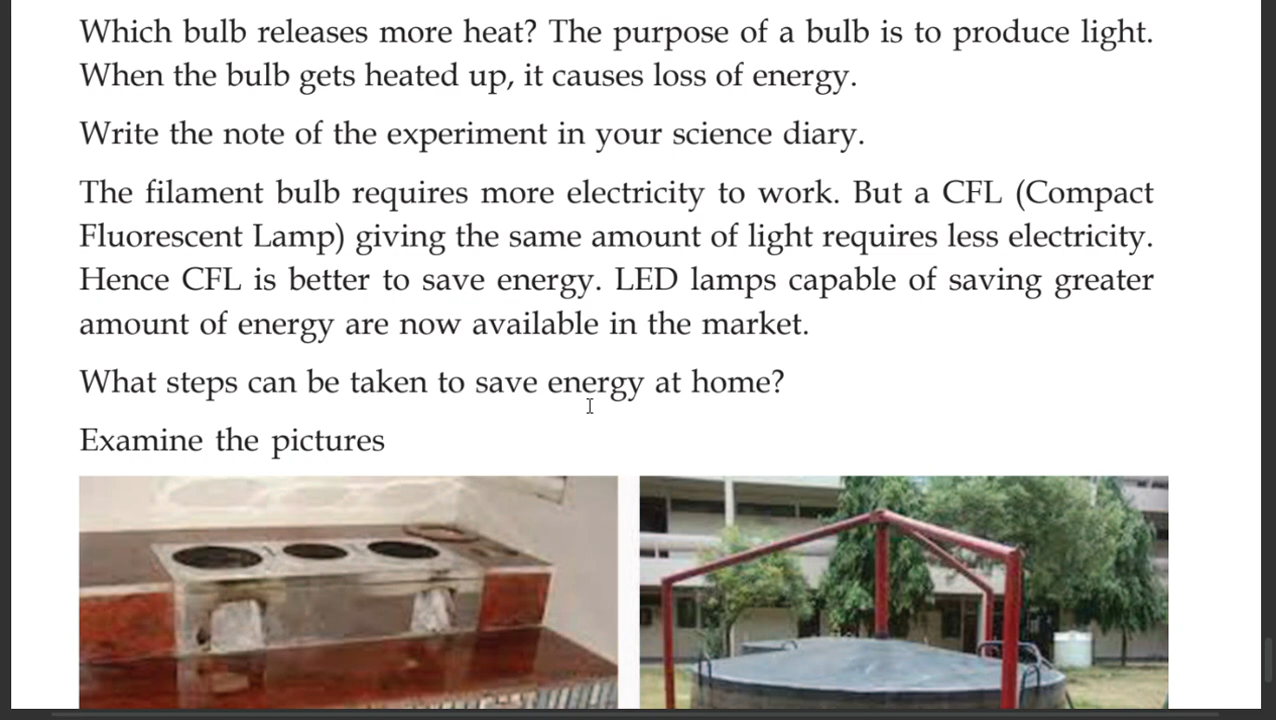 Which bulb releases more heat? The purpose of a bulb is to produce light.
When the bulb gets heated up, it causes loss of energy.
Write the note of the experiment in your science diary.
The filament bulb requires more electricity to work. But a CFL (Compact
Fluorescent Lamp) giving the same amount of light requires less electricity.
Hence CFL is better to save energy. LED lamps capable of saving greater
amount of energy are now available in the market.
What steps can be taken to save energy at home?
Examine the pictures